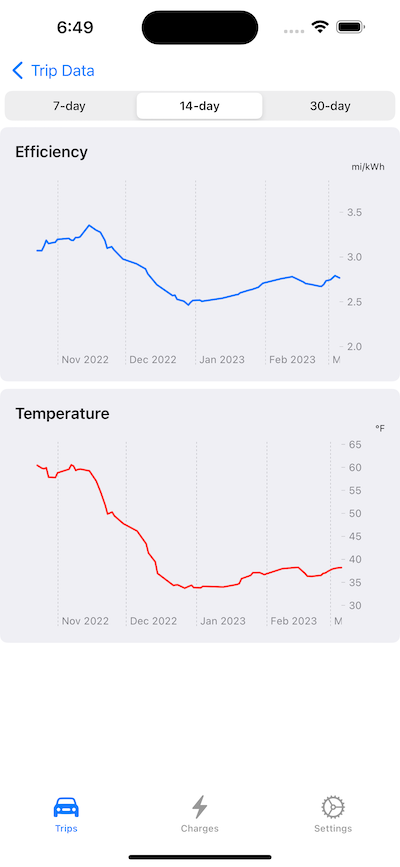 6:49
Trip Data
7-day 14-day 30-day
Efficiency
mi/kWh
3.5
3.0
2.5
2.0
Nov 2022 Dec 2022 Jan 2023 Feb 2023 M
Temperature
°F
65
60
55
50
45
40
35
30
Nov 2022 Dec 2022 Jan 2023 Feb 2023 M
Trips Charges Settings